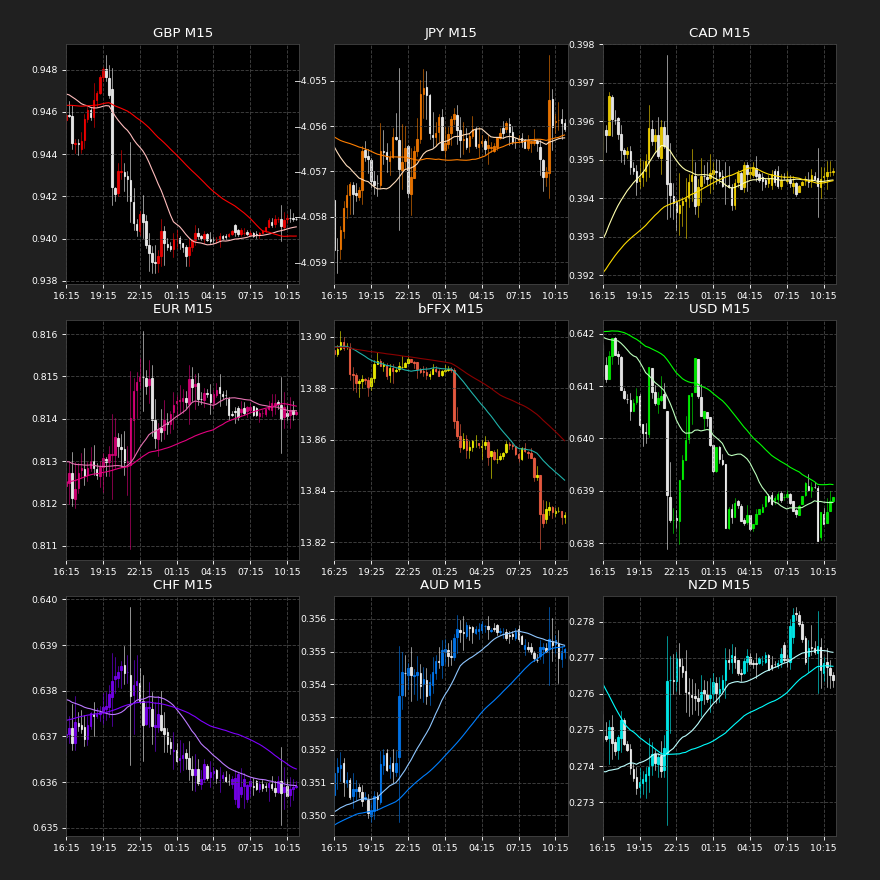 GBP M15
JPY M15
CAD M15
0.948
0.946
0.944
0.942
0.940
0.938
−4.055
−4.056
−4.057
−4.058
−4.059
0.398
0.397
0.396
0.395
0.394
0.393
0.392
16:15 19:15 22:15 01:15 04:15 07:15 10:15
16:15 19:15 22:15 01:15 04:15 07:15 10:15
16:15 19:15 22:15 01:15 04:15 07:15 10:15
EUR M15
bFFX M15
USD M15
0.816
0.815
0.814
0.813
0.812
0.811
13.90
13.88
13.86
13.84
13.82
0.642
0.641
0.640
0.639
0.638
16:15 19:15 22:15 01:15 04:15 07:15 10:15
16:25 19:25 22:25 01:25 04:25 07:25 10:25
16:15 19:15 22:15 01:15 04:15 07:15 10:15
CHF M15
AUD M15
NZD M15
0.640
0.639
0.638
0.637
0.636
0.635
0.356
0.355
0.354
0.353
0.352
0.351
0.350
0.278
0.277
0.276
0.275
0.274
0.273
16:15 19:15 22:15 01:15 04:15 07:15 10:15
16:15 19:15 22:15 01:15 04:15 07:15 10:15
16:15 19:15 22:15 01:15 04:15 07:15 10:15